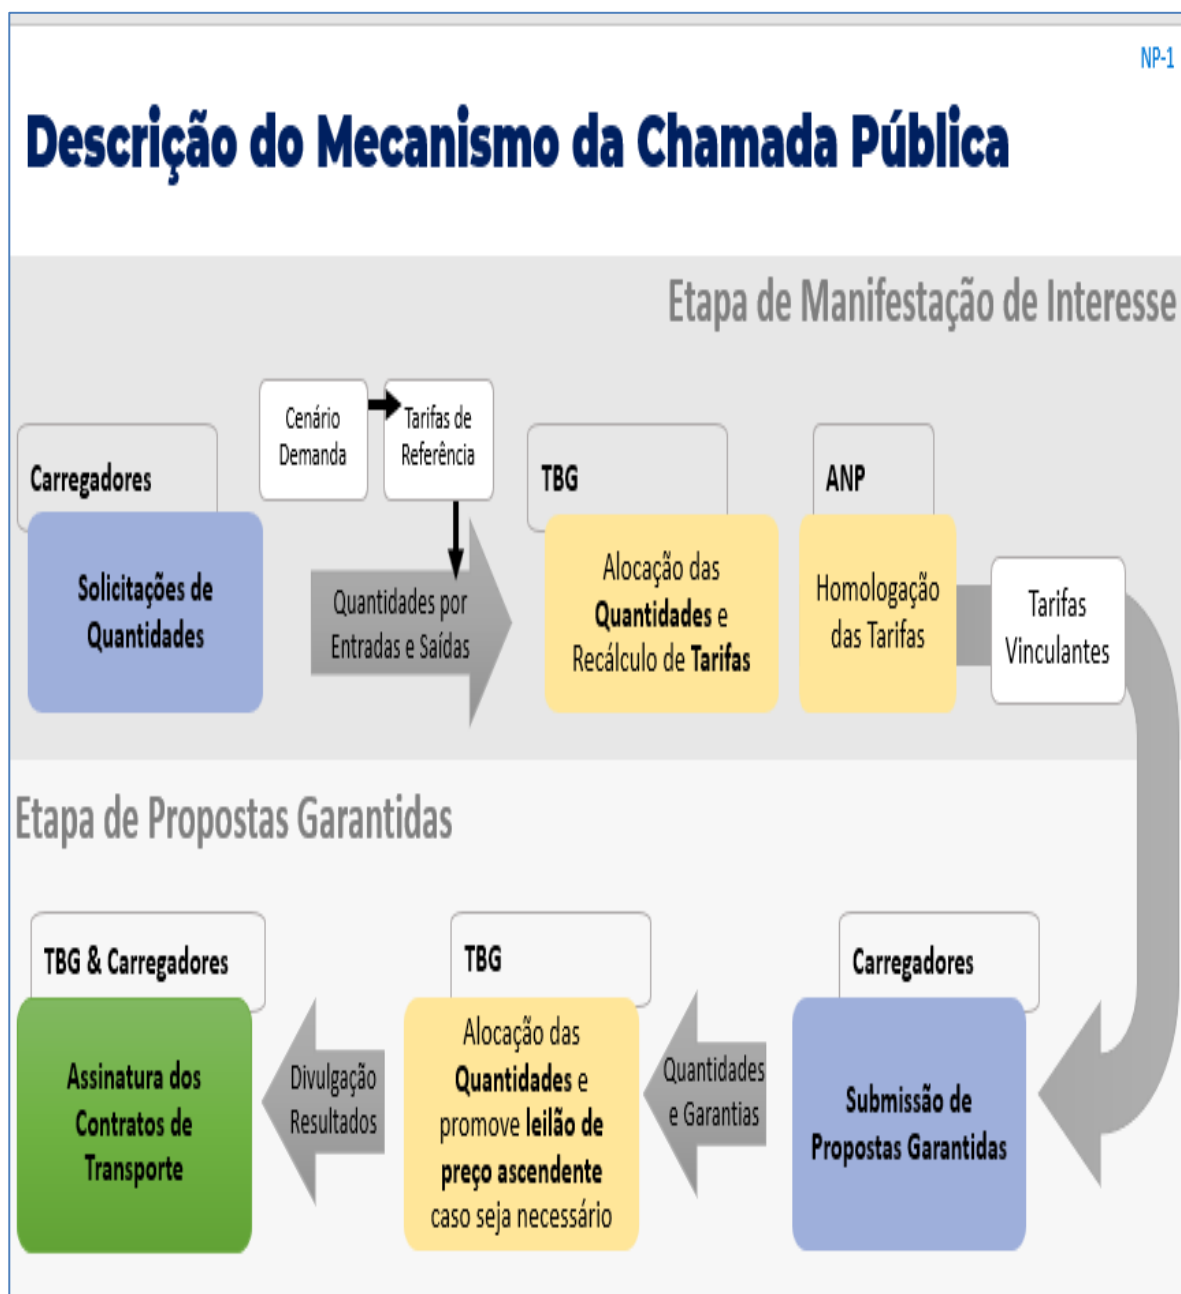 NP-1
Descrição do Mecanismo da Chamada Pública
Etapa de Manifestação de Interesse
Carregadores
Solicitações de
Quantidades
Cenário
Demanda
Tarifas de
Referência
Quantidades por
Entradas e Saídas
TBG
Alocação das
Quantidades e
Recálculo de Tarifas
ANP
Homologação
das Tarifas
Tarifas
Vinculantes
Etapa de Propostas Garantidas
TBG & Carregadores
Assinatura dos
Contratos de
Transporte
Divulgação
Resultados
TBG
Alocação das
Quantidades e
promove leilão de
preço ascendente
caso seja necessário
Quantidades
e Garantias
Carregadores
Submissão de
Propostas Garantidas